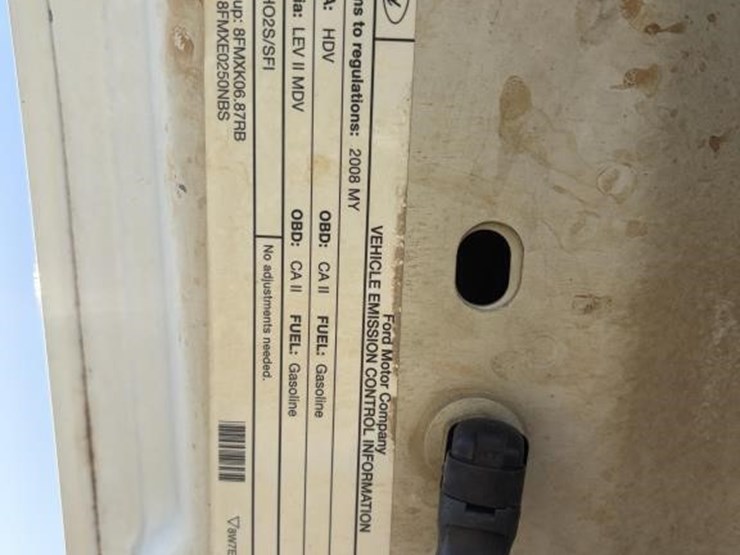 Ford Motor Company
VEHICLE EMISSION CONTROL INFORMATION
ns to regulations: 2008 MY
A: HDV OBD: CA II FUEL: Gasoline
ia: LEV II MDV OBD: CA II FUEL: Gasoline
HO2S/SFI No adjustments needed.
up: 8FMXK06.87RB
8FMXE0250NBS
8W7E